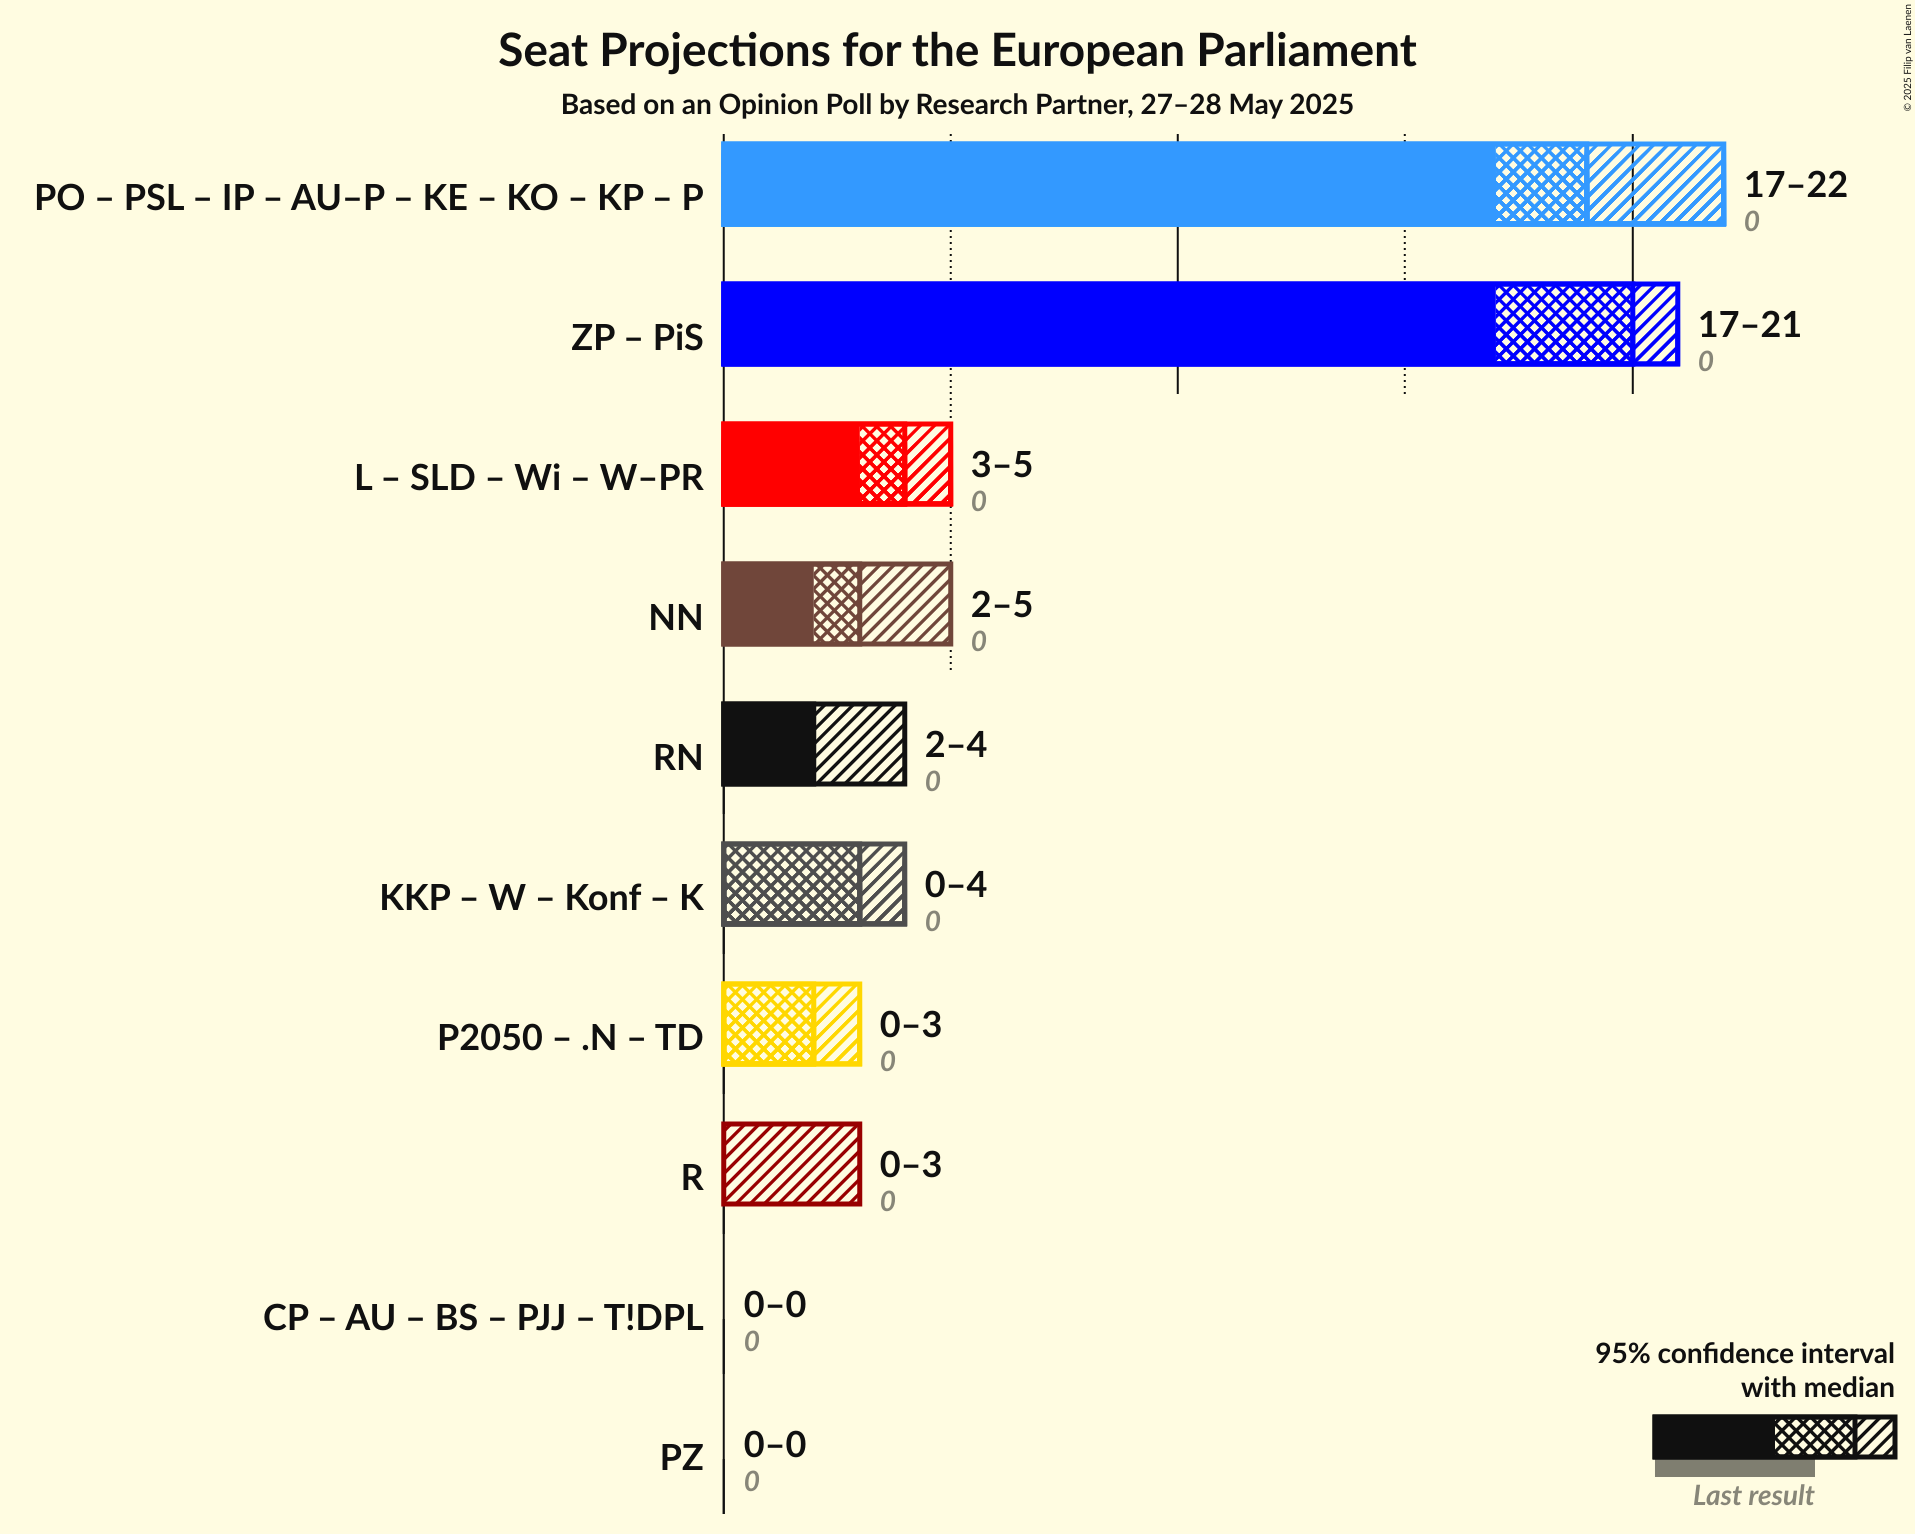 Seat Projections for the European Parliament
Based on an Opinion Poll by Research Partner, 27–28 May 2025
© 2025 Filip van Laenen
PO – PSL – IP – AU–P – KE – KO – KP – P
17–22
0
ZP – PiS
17–21
0
L – SLD – Wi – W–PR
3–5
0
NN
2–5
0
RN
2–4
0
KKP – W – Konf – K
0–4
0
P2050 – .N – TD
0–3
0
R
0–3
0
CP – AU – BS – PJJ – T!DPL
0–0
0
PZ
0–0
0
95% confidence interval
with median
Last result